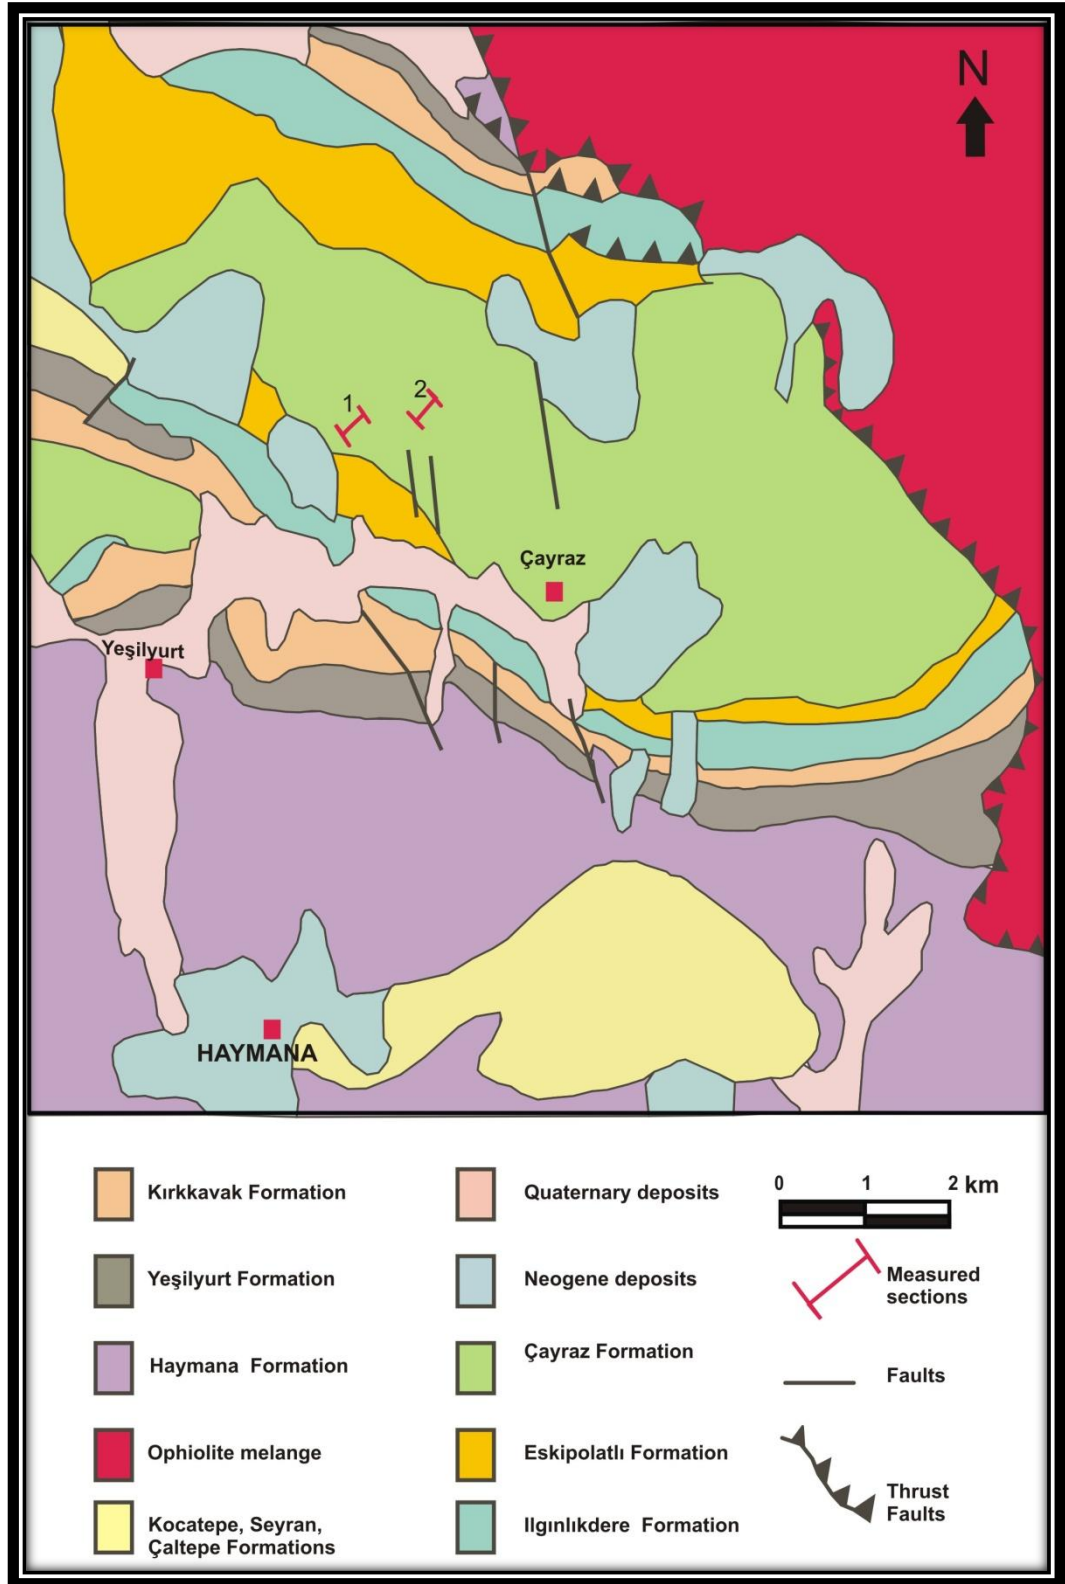 N
1
2
Çayraz
Yeşilyurt
HAYMANA
Kırkkavak Formation
Yeşilyurt Formation
Haymana Formation
Ophiolite melange
Kocatepe, Seyran,
Çaltepe Formations
Quaternary deposits
Neogene deposits
Çayraz Formation
Eskipolatlı Formation
Ilgınlıkdere Formation
0 1 2 km
Measured
sections
Faults
Thrust
Faults